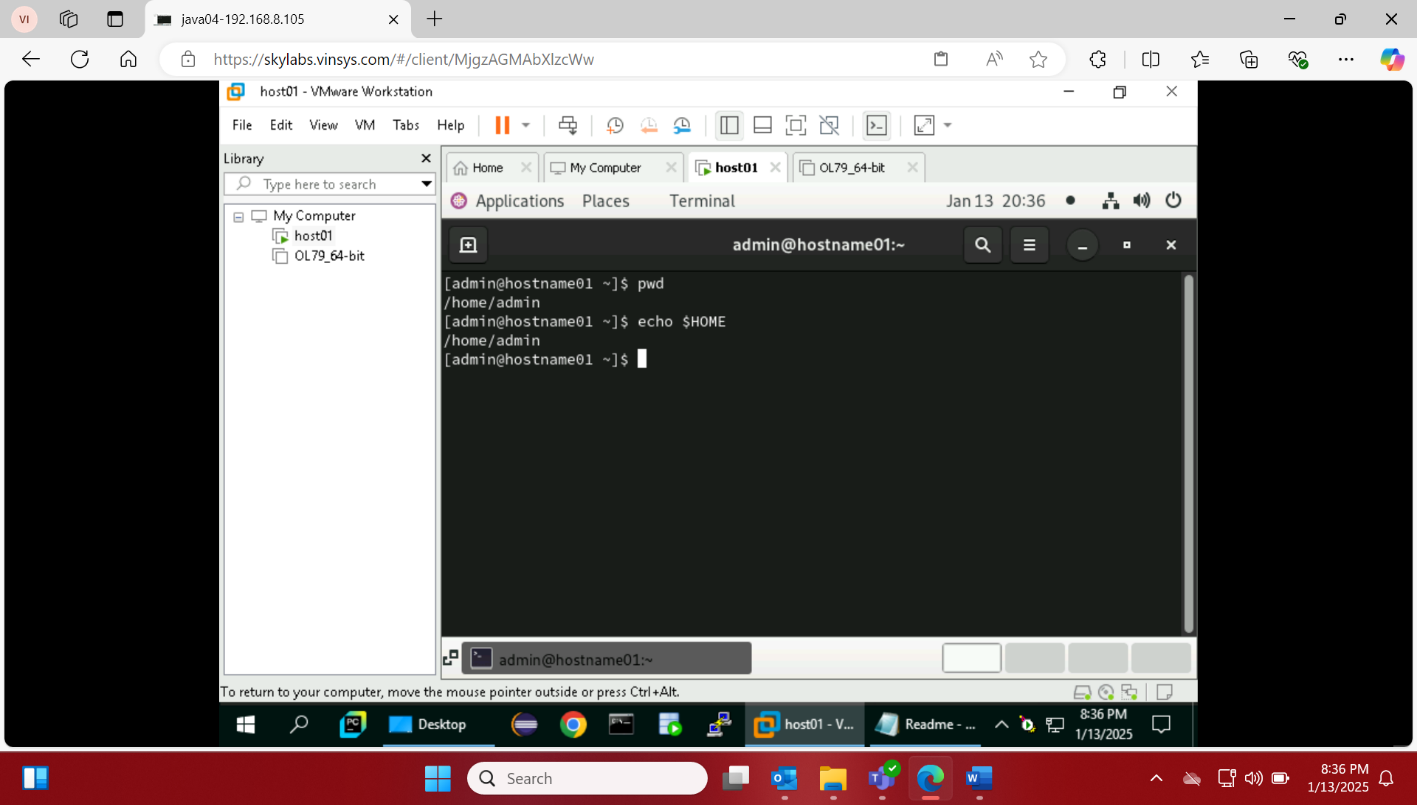 VI
java04-192.168.8.105
https://skylabs.vinsys.com/#/client/MjgzAGMAbXlzcWw
host01 - VMware Workstation
File Edit View VM Tabs Help
Library
Type here to search
My Computer
host01
OL79_64-bit
Home
My Computer
host01
OL79_64-bit
Applications Places Terminal
Jan 13 20:36
admin@hostname01:~
[admin@hostname01 ~]$ pwd
/home/admin
[admin@hostname01 ~]$ echo $HOME
/home/admin
[admin@hostname01 ~]$
admin@hostname01:~
To return to your computer, move the mouse pointer outside or press Ctrl+Alt.
PC
Desktop
host01 - V...
Readme - ...
8:36 PM
1/13/2025
Search
8:36 PM
1/13/2025